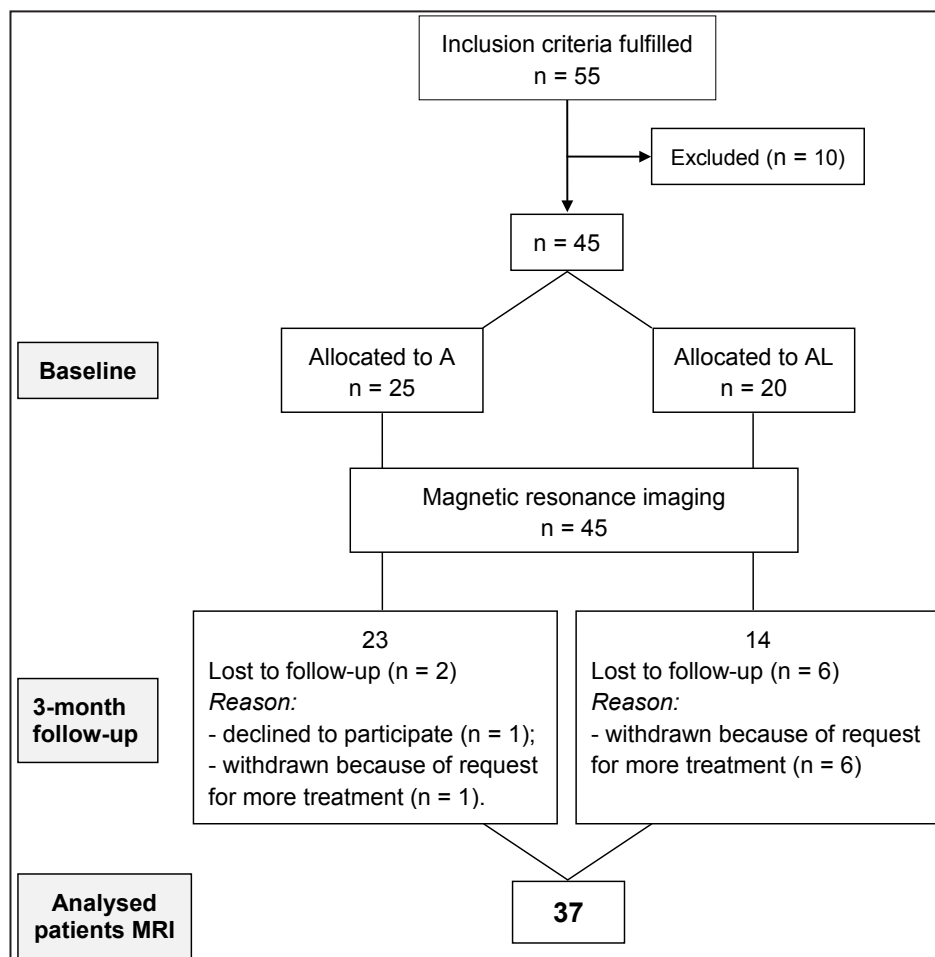 Inclusion criteria fulfilled
n = 55
Excluded (n = 10)
n = 45
Baseline
Allocated to A
n = 25
Allocated to AL
n = 20
Magnetic resonance imaging
n = 45
3-month
follow-up
23
Lost to follow-up (n = 2)
Reason:
- declined to participate (n = 1);
- withdrawn because of request
for more treatment (n = 1).
14
Lost to follow-up (n = 6)
Reason:
- withdrawn because of request
for more treatment (n = 6)
Analysed
patients MRI
37